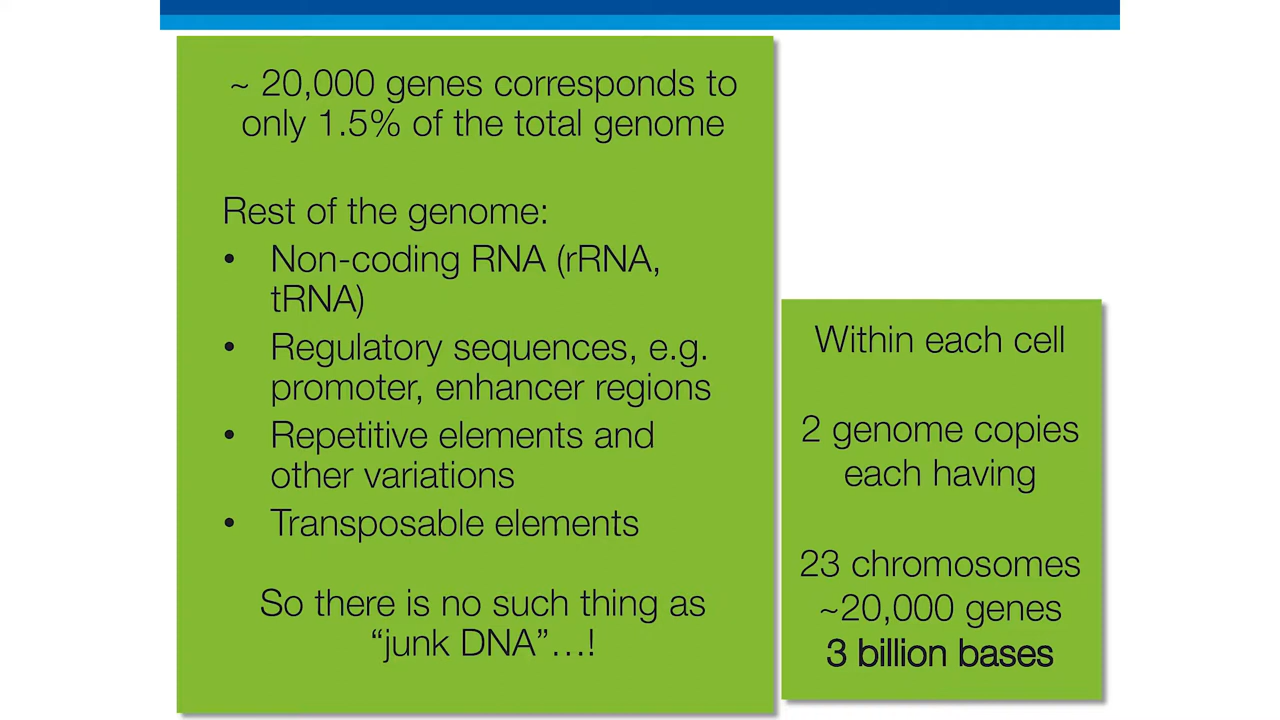 ~ 20,000 genes corresponds to
only 1.5% of the total genome
Rest of the genome:
• Non-coding RNA (rRNA,
tRNA)
• Regulatory sequences, e.g.
promoter, enhancer regions
• Repetitive elements and
other variations
• Transposable elements
So there is no such thing as
“junk DNA”…!
Within each cell
2 genome copies
each having
23 chromosomes
~20,000 genes
3 billion bases